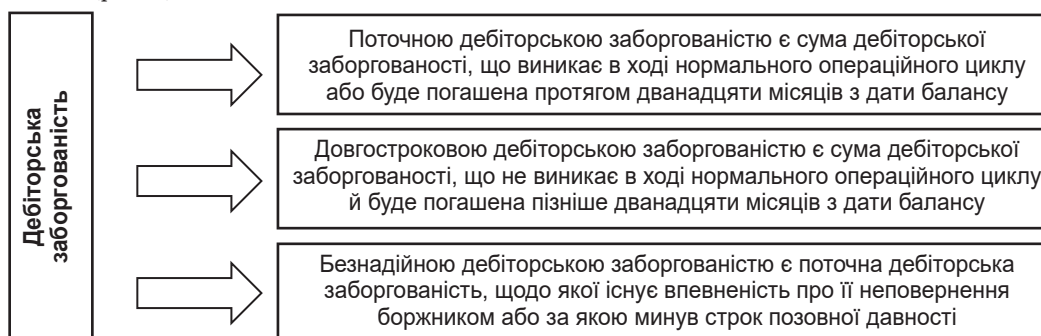 Дебіторська
заборгованість
Поточною дебіторською заборгованістю є сума дебіторської
заборгованості, що виникає в ході нормального операційного циклу
або буде погашена протягом дванадцяти місяців з дати балансу
Довгостроковою дебіторською заборгованістю є сума дебіторської
заборгованості, що не виникає в ході нормального операційного циклу
й буде погашена пізніше дванадцяти місяців з дати балансу
Безнадійною дебіторською заборгованістю є поточна дебіторська
заборгованість, щодо якої існує впевненість про її неповернення
боржником або за якою минув строк позовної давності